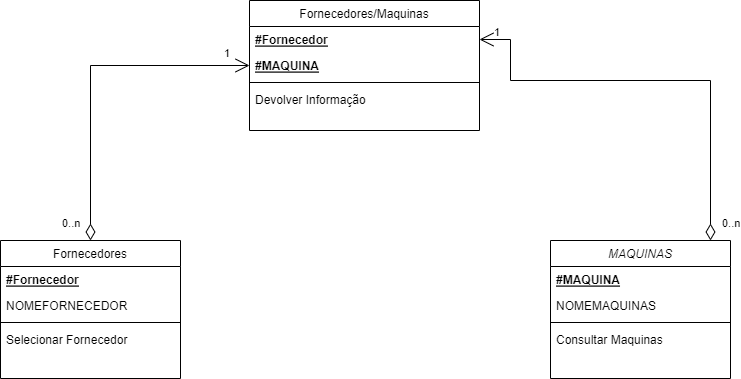 Fornecedores/Maquinas
#Fornecedor
#MAQUINA
Devolver Informação
1
1
0..n
0..n
Fornecedores
#Fornecedor
NOMEFORNECEDOR
Selecionar Fornecedor
MAQUINAS
#MAQUINA
NOMEMAQUINAS
Consultar Maquinas